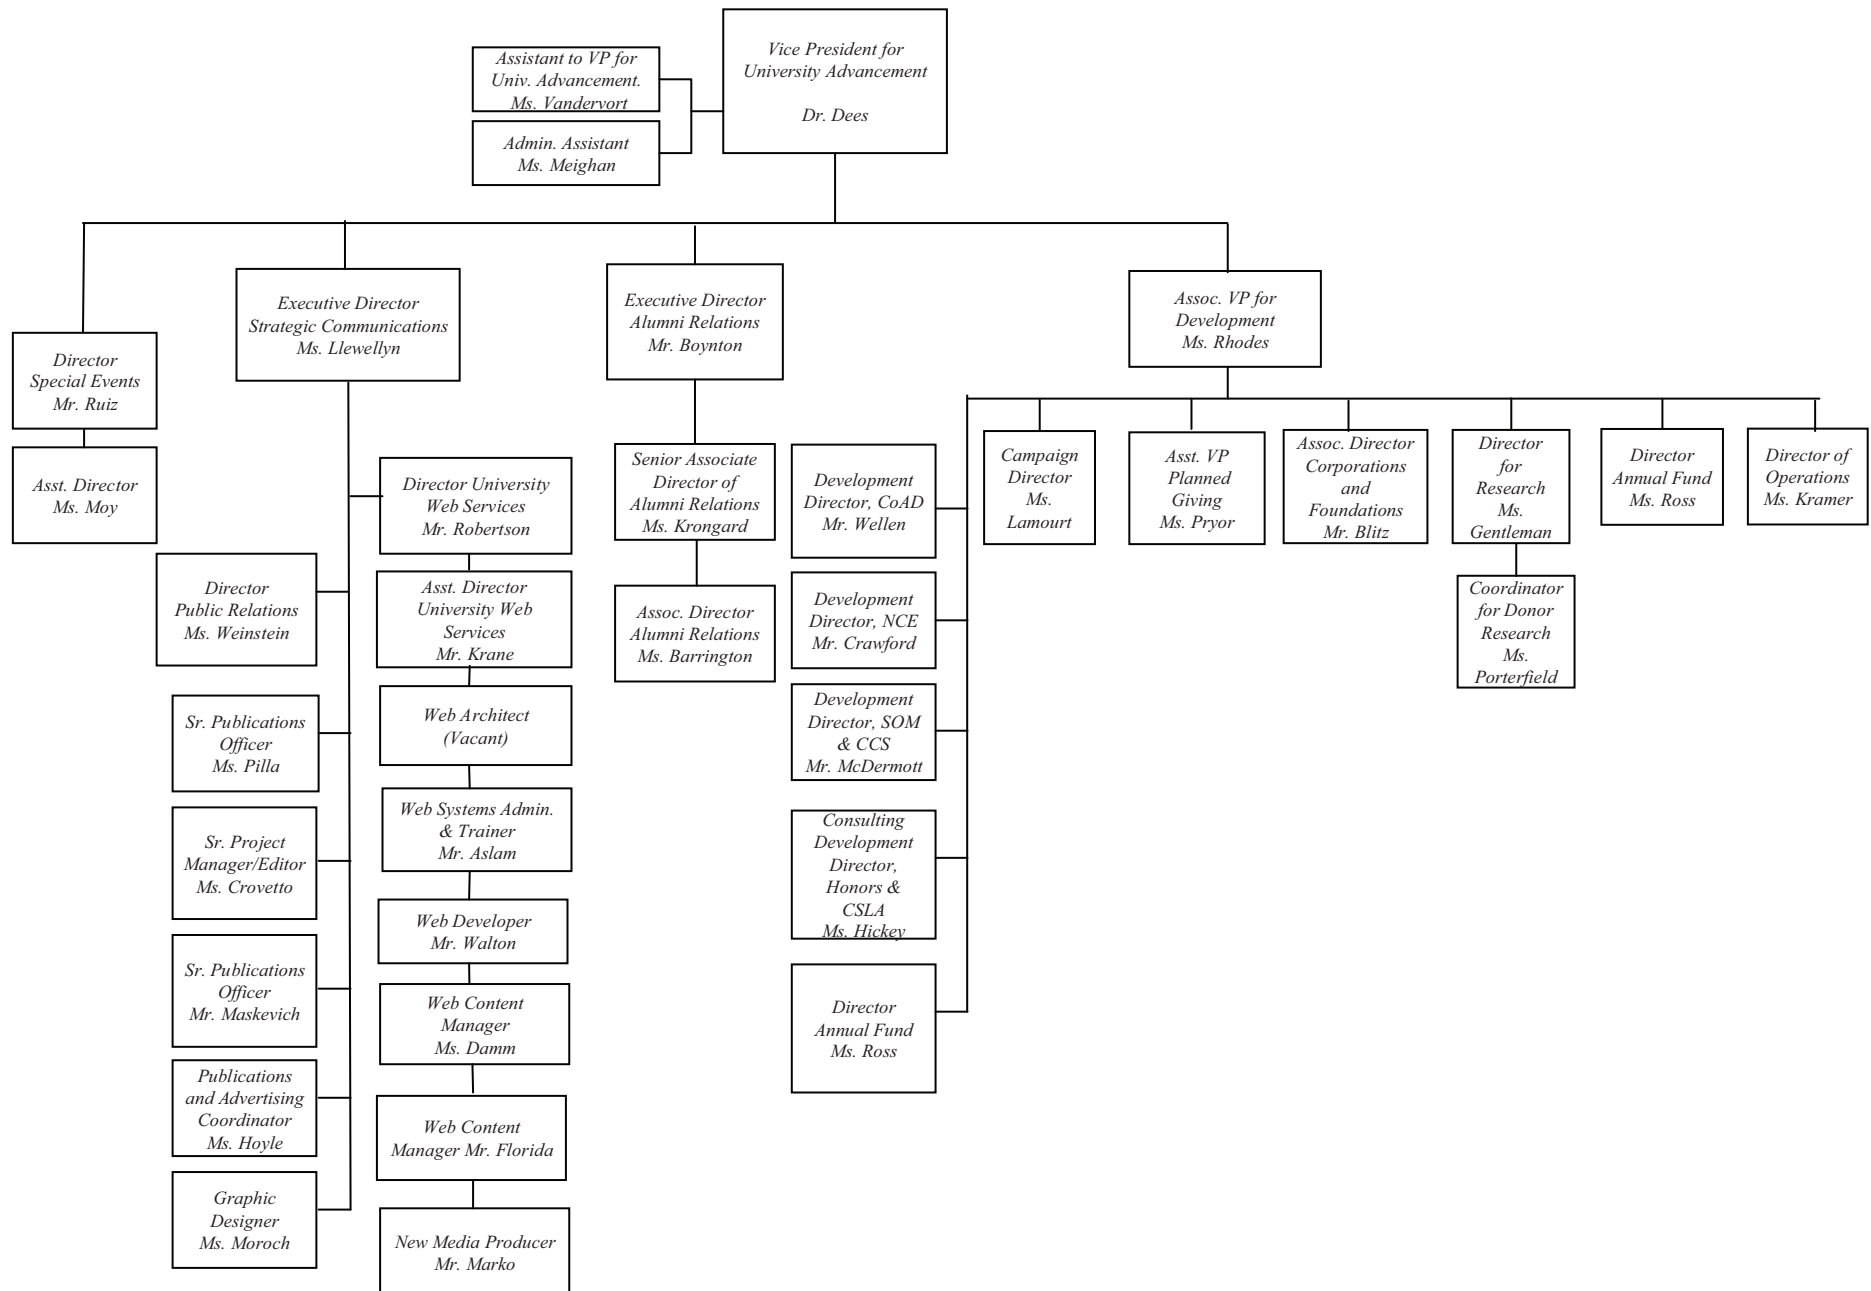 Vice President for
University Advancement
Dr. Dees
Assistant to VP for
Univ. Advancement.
Ms. Vandervort
Admin. Assistant
Ms. Meighan
Director
Special Events
Mr. Ruiz
Asst. Director
Ms. Moy
Executive Director
Strategic Communications
Ms. Llewellyn
Director
Public Relations
Ms. Weinstein
Sr. Publications
Officer
Ms. Pilla
Sr. Project
Manager/Editor
Ms. Crovetto
Sr. Publications
Officer
Mr. Maskevich
Publications
and Advertising
Coordinator
Ms. Hoyle
Graphic
Designer
Ms. Moroch
Director University
Web Services
Mr. Robertson
Asst. Director
University Web
Services
Mr. Krane
Web Architect
(Vacant)
Web Systems Admin.
& Trainer
Mr. Aslam
Web Developer
Mr. Walton
Web Content
Manager
Ms. Damm
Web Content
Manager Mr. Florida
New Media Producer
Mr. Marko
Executive Director
Alumni Relations
Mr. Boynton
Senior Associate
Director of
Alumni Relations
Ms. Krongard
Assoc. Director
Alumni Relations
Ms. Barrington
Assoc. VP for
Development
Ms. Rhodes
Development
Director, CoAD
Mr. Wellen
Development
Director, NCE
Mr. Crawford
Development
Director, SOM
& CCS
Mr. McDermott
Consulting
Development
Director,
Honors &
CSLA
Ms. Hickey
Director
Annual Fund
Ms. Ross
Campaign
Director
Ms.
Lamourt
Asst. VP
Planned
Giving
Ms. Pryor
Assoc. Director
Corporations
and
Foundations
Mr. Blitz
Director
for
Research
Ms.
Gentleman
Coordinator
for Donor
Research
Ms.
Porterfield
Director
Annual Fund
Ms. Ross
Director of
Operations
Ms. Kramer